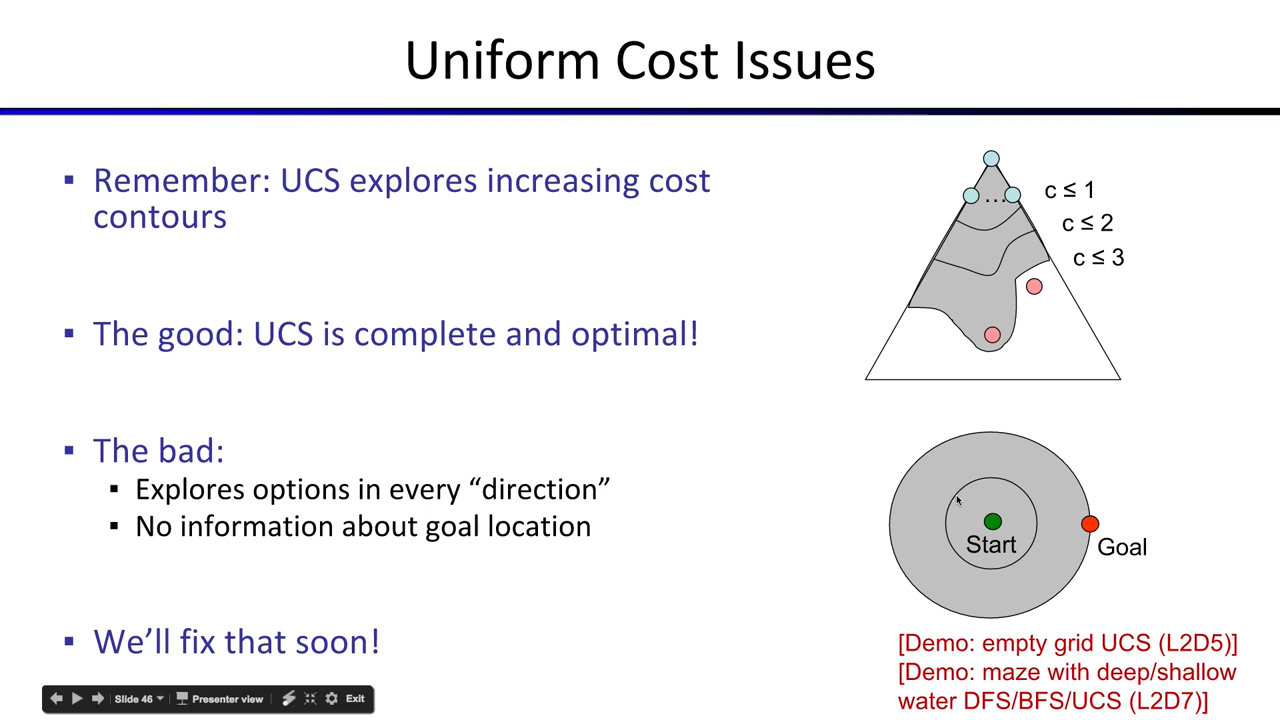 Uniform Cost Issues
▪ Remember: UCS explores increasing cost
contours
▪ The good: UCS is complete and optimal!
▪ The bad:
▪ Explores options in every “direction”
▪ No information about goal location
▪ We’ll fix that soon!
…
c ≤ 1
c ≤ 2
c ≤ 3
Start
Goal
[Demo: empty grid UCS (L2D5)]
[Demo: maze with deep/shallow
water DFS/BFS/UCS (L2D7)]
Slide 46
Presenter view
Exit